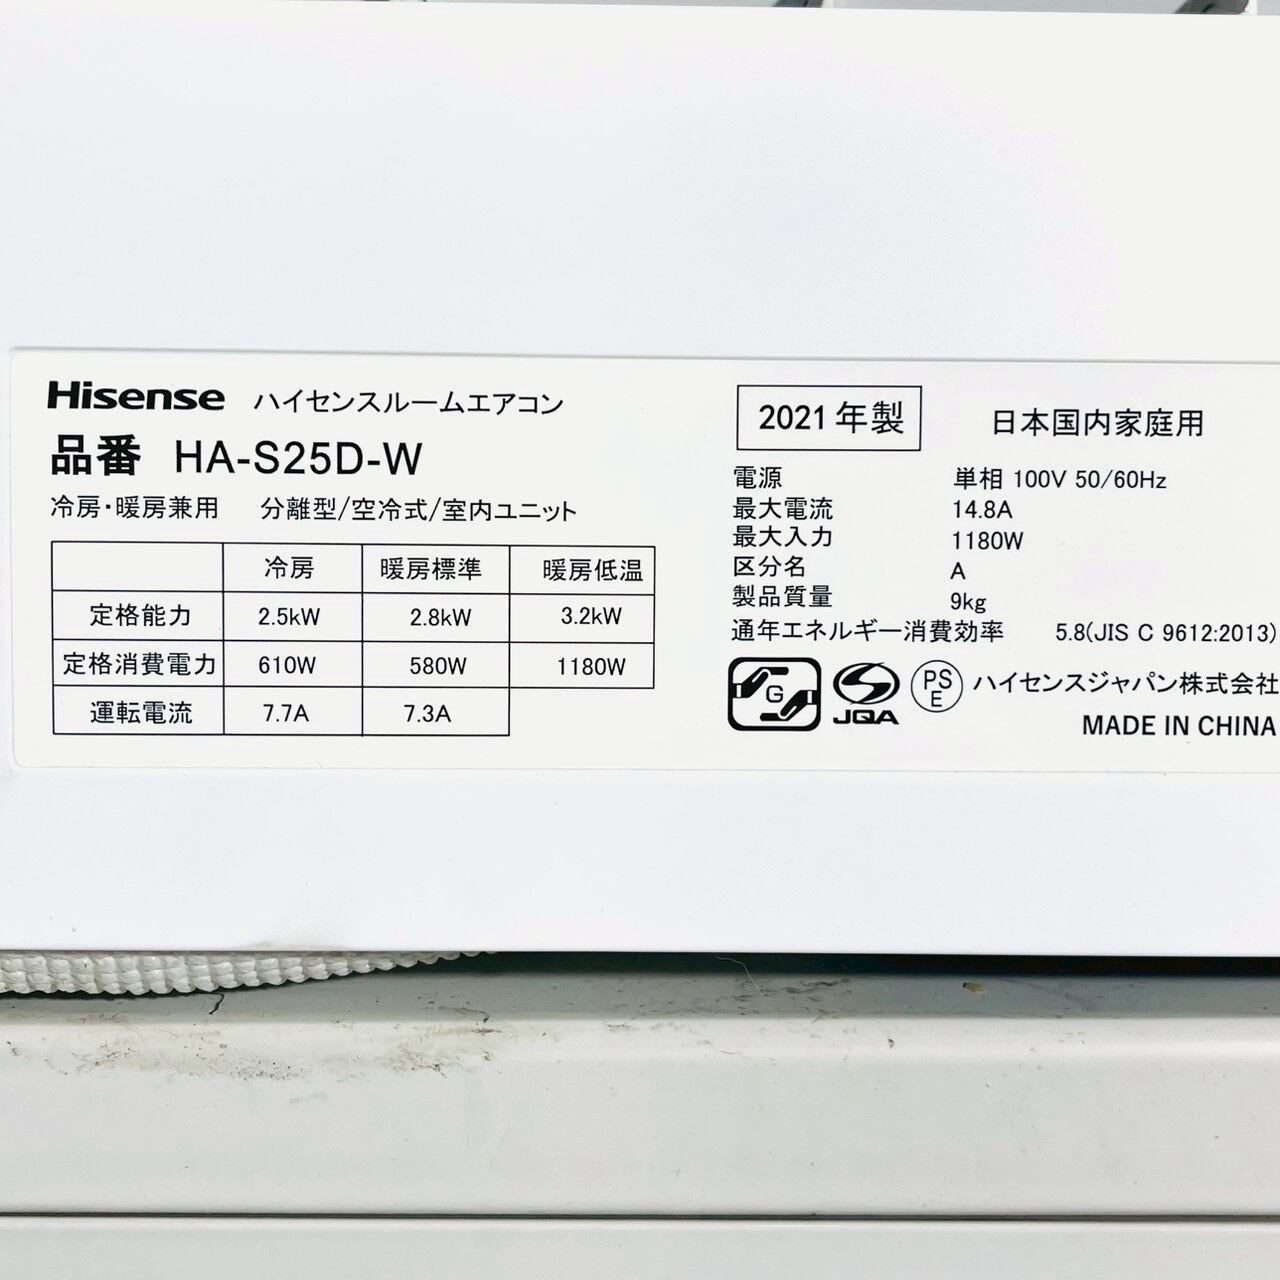 Hisense ハイセンスルームエアコン
品番 HA-S25D-W
冷房・暖房兼用 分離型/空冷式/室内ユニット
冷房 暖房標準 暖房低温
定格能力 2.5kW 2.8kW 3.2kW
定格消費電力 610W 580W 1180W
運転電流 7.7A 7.3A
2021年製 日本国内家庭用
電源 単相 100V 50/60Hz
最大電流 14.8A
最大入力 1180W
区分名 A
製品質量 9kg
通年エネルギー消費効率 5.8(JIS C 9612:2013)
G JQA PSE ハイセンスジャパン株式会社
MADE IN CHINA